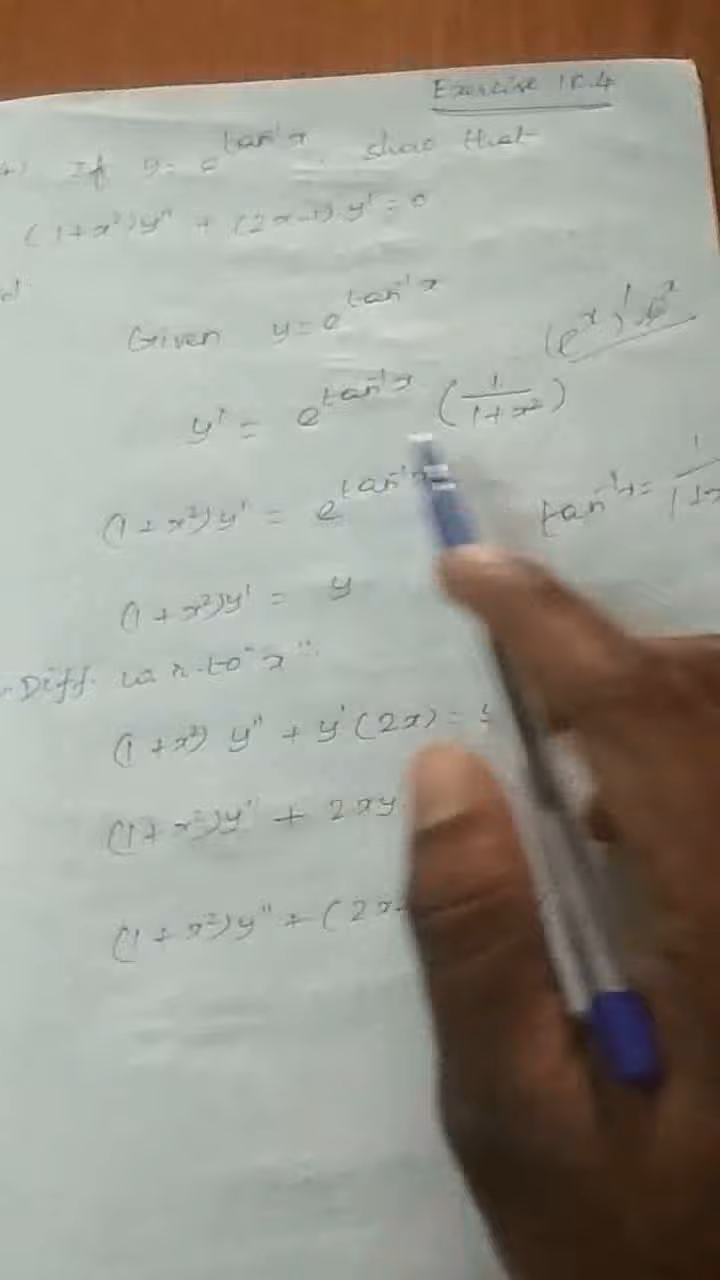 Exercise 10.4
If y = e^tan⁻¹x, show that
(1+x²)y'' + (2x-1)y' = 0
Given y = e^tan⁻¹x
(e^x)' e^x
y' = e^tan⁻¹x (1/1+x²)
(1+x²)y' = e^tan⁻¹x
tan⁻¹x = 1/1+x
(1+x²)y' = y
Diff. w.r.to "x"
(1+x²) y'' + y'(2x) =
(1+x²)y'' + 2xy
(1+x²)y'' + (2x